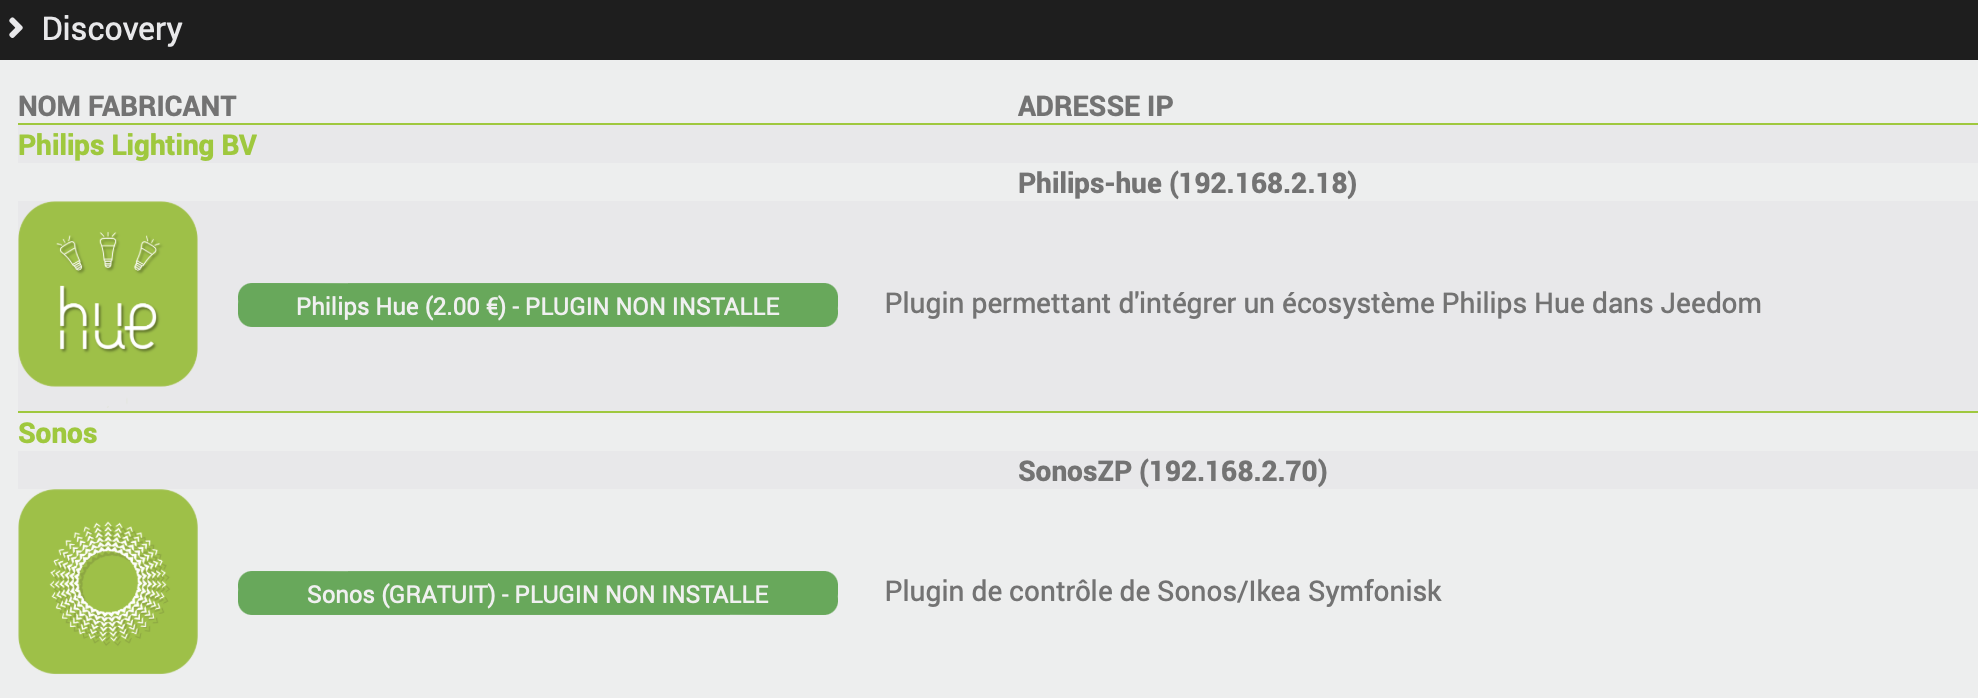 Discovery
NOM FABRICANT ADRESSE IP
Philips Lighting BV
Philips-hue (192.168.2.18)
hue
Philips Hue (2.00 €) - PLUGIN NON INSTALLE Plugin permettant d'intégrer un écosystème Philips Hue dans Jeedom
Sonos
SonosZP (192.168.2.70)
Sonos (GRATUIT) - PLUGIN NON INSTALLE Plugin de contrôle de Sonos/Ikea Symfonisk